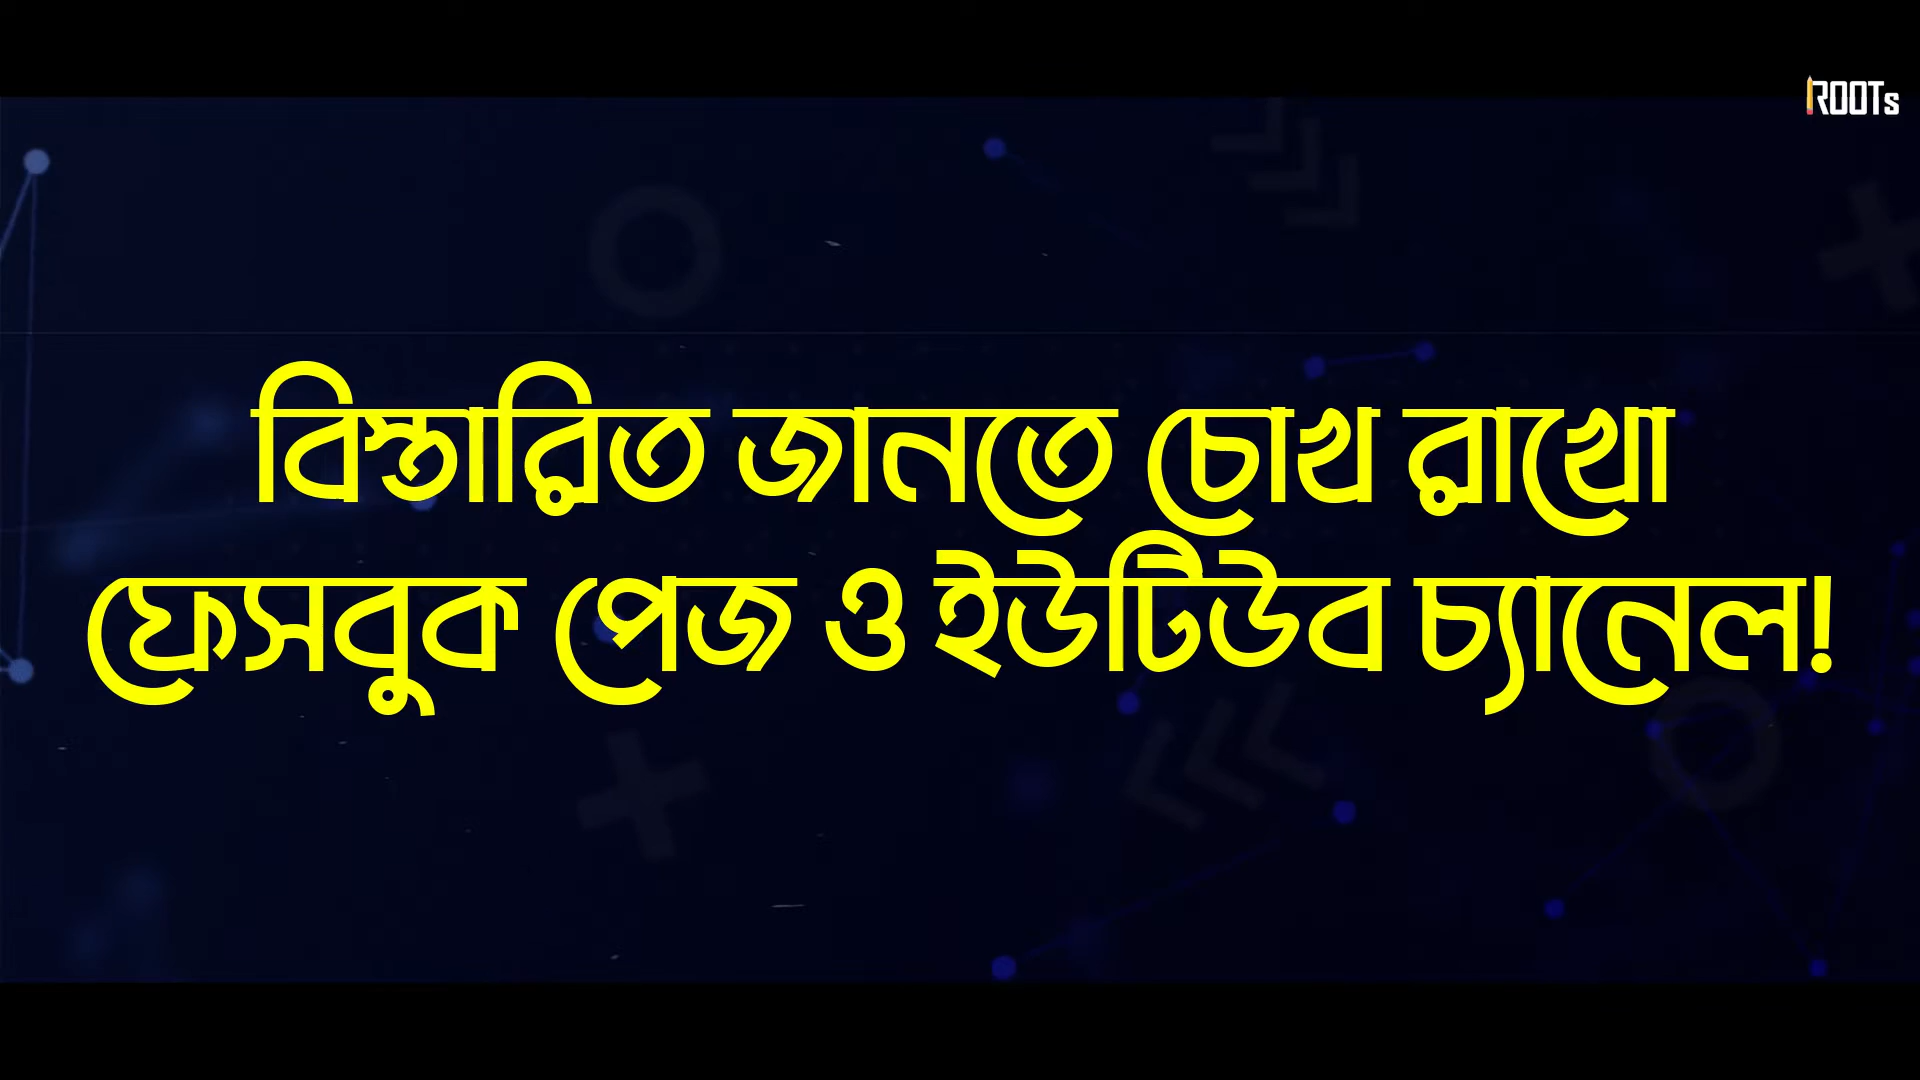 ROOTs
বিস্তারিত জানতে চোখ রাখো
ফেসবুক পেজ ও ইউটিউব চ্যানেল!